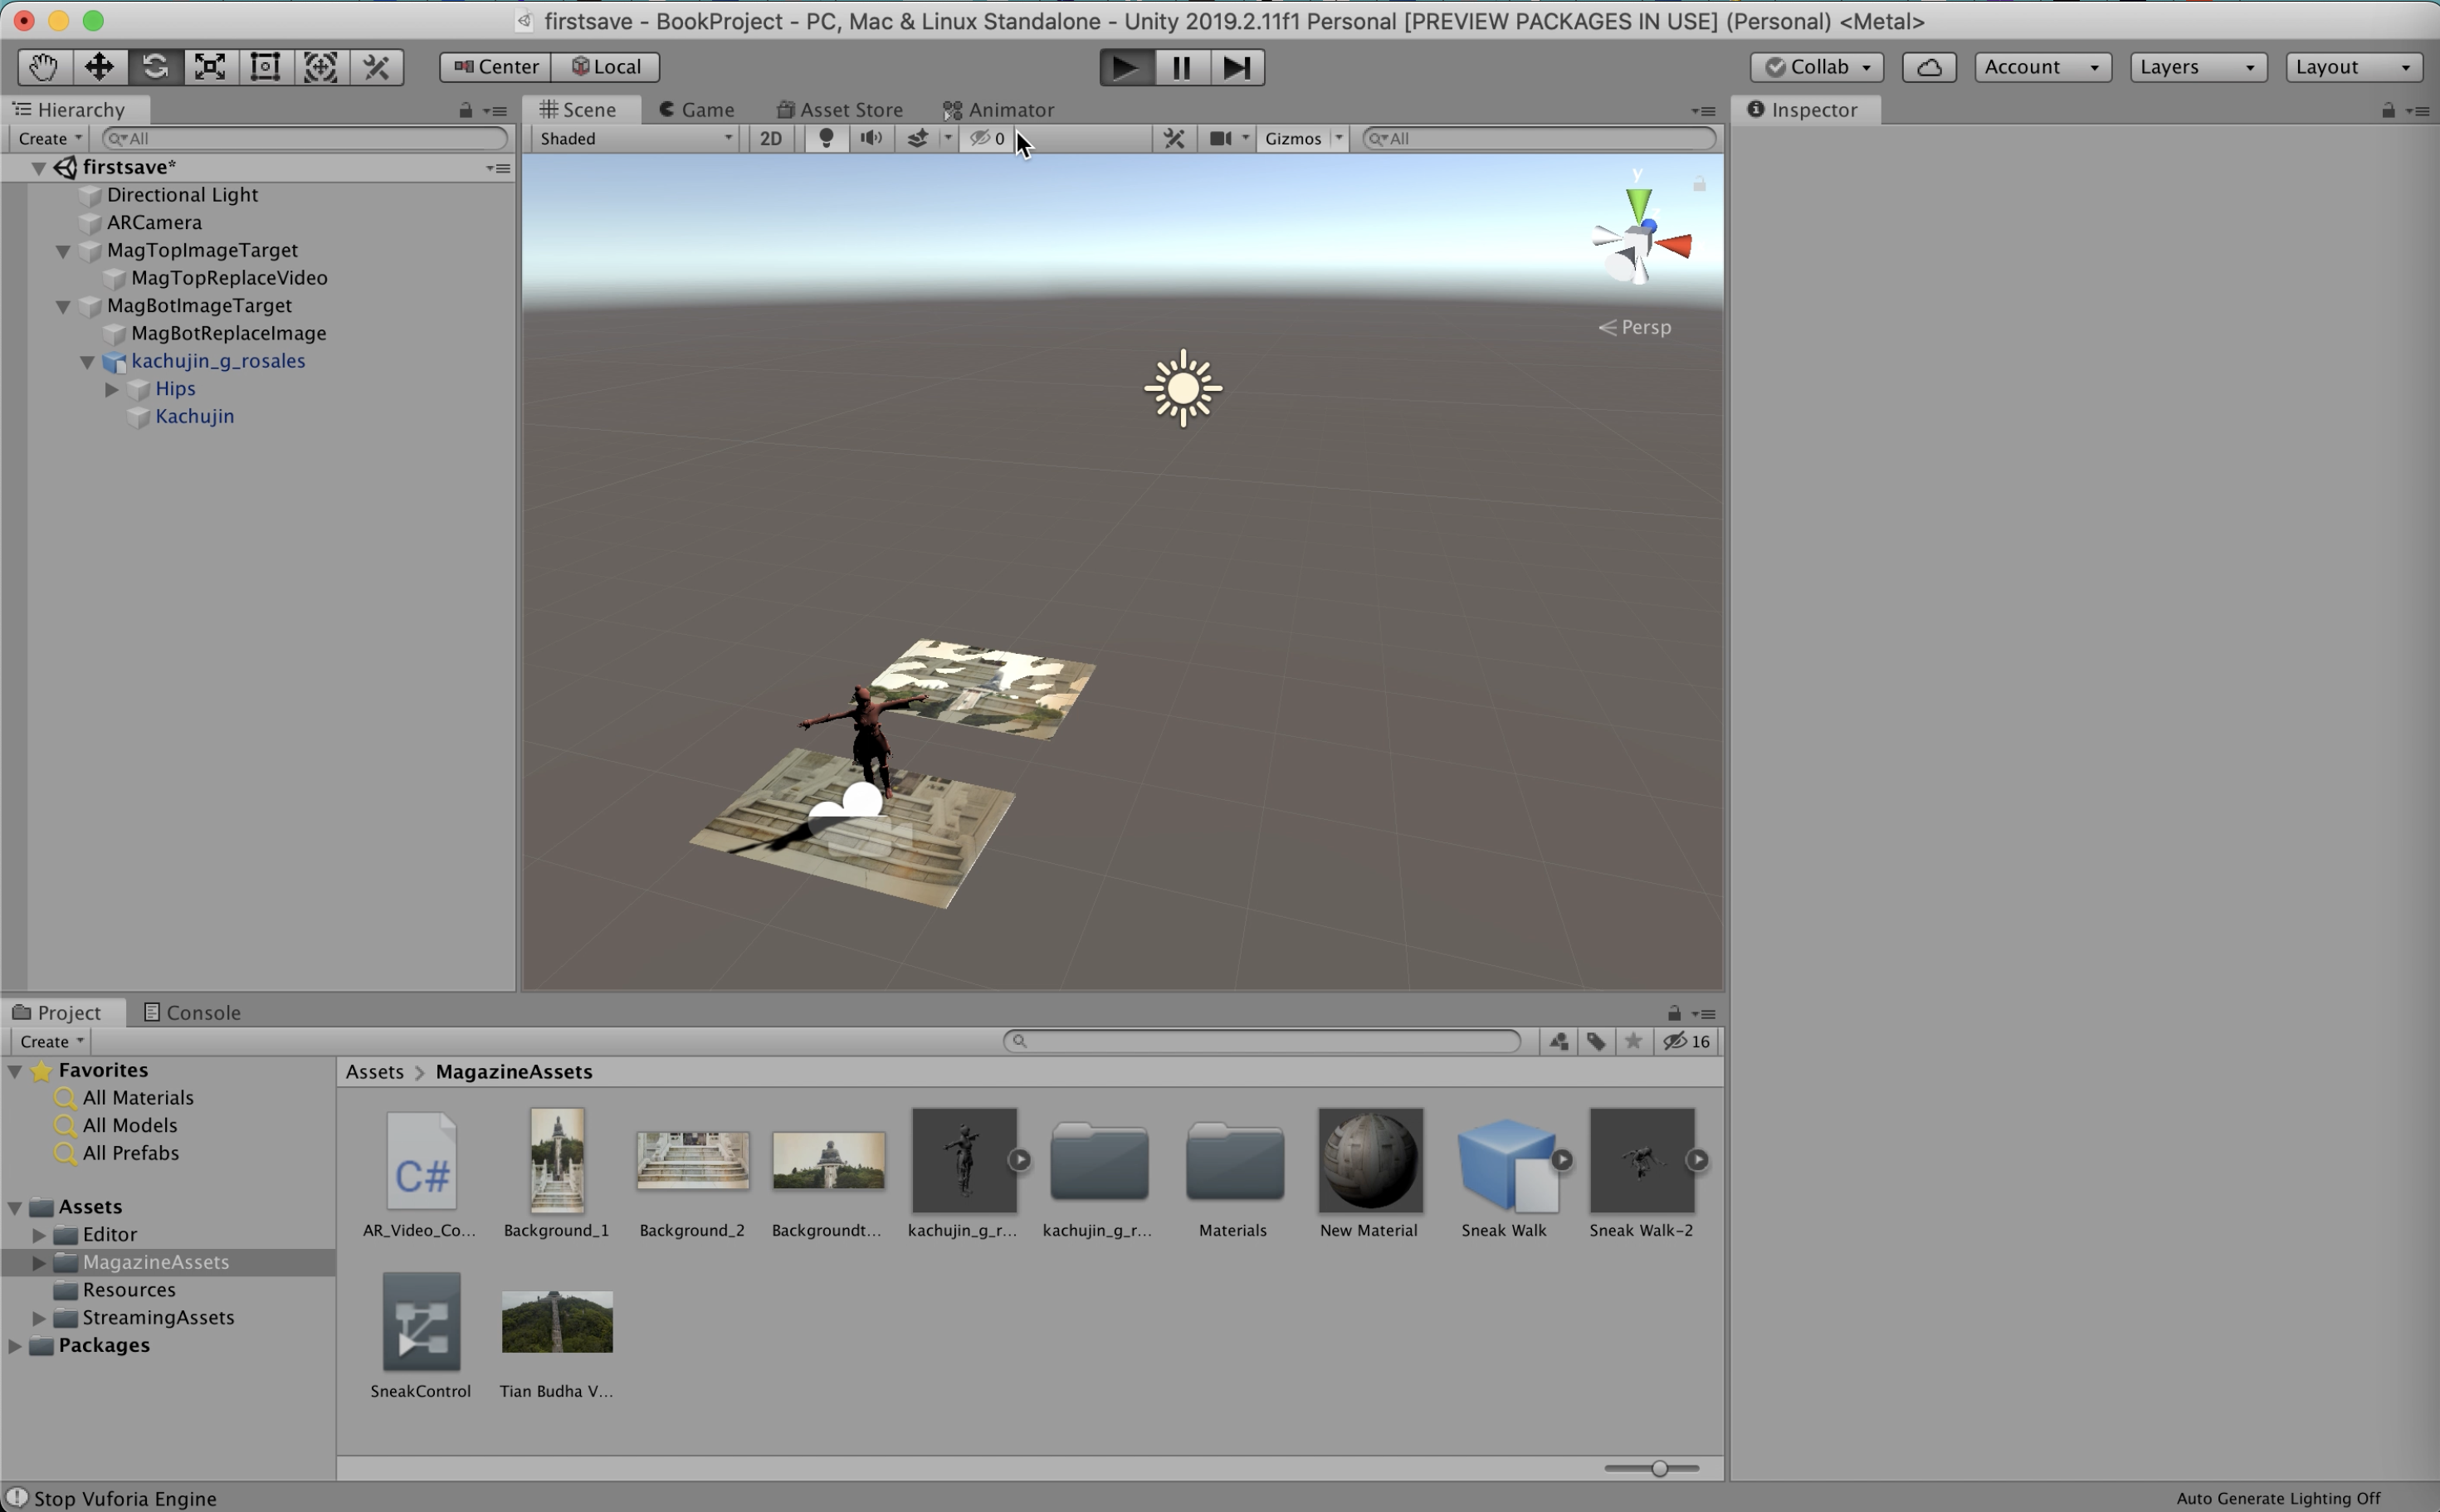 firstsave - BookProject - PC, Mac & Linux Standalone - Unity 2019.2.11f1 Personal [PREVIEW PACKAGES IN USE] (Personal) <Metal>
Center Local Collab Account Layers Layout
Hierarchy
Create All
firstsave*
Directional Light
ARCamera
MagTopImageTarget
MagTopReplaceVideo
MagBotImageTarget
MagBotReplaceImage
kachujin_g_rosales
Hips
Kachujin
Scene Game Asset Store Animator
Shaded 2D 0 Gizmos All
y
Persp
Inspector
Project Console
Create 16
Favorites
All Materials
All Models
All Prefabs
Assets
Editor
MagazineAssets
Resources
StreamingAssets
Packages
Assets > MagazineAssets
C#
AR_Video_Co... Background_1 Background_2 Backgroundt... kachujin_g_r... kachujin_g_r... Materials New Material Sneak Walk Sneak Walk-2
SneakControl Tian Budha V...
Stop Vuforia Engine Auto Generate Lighting Off